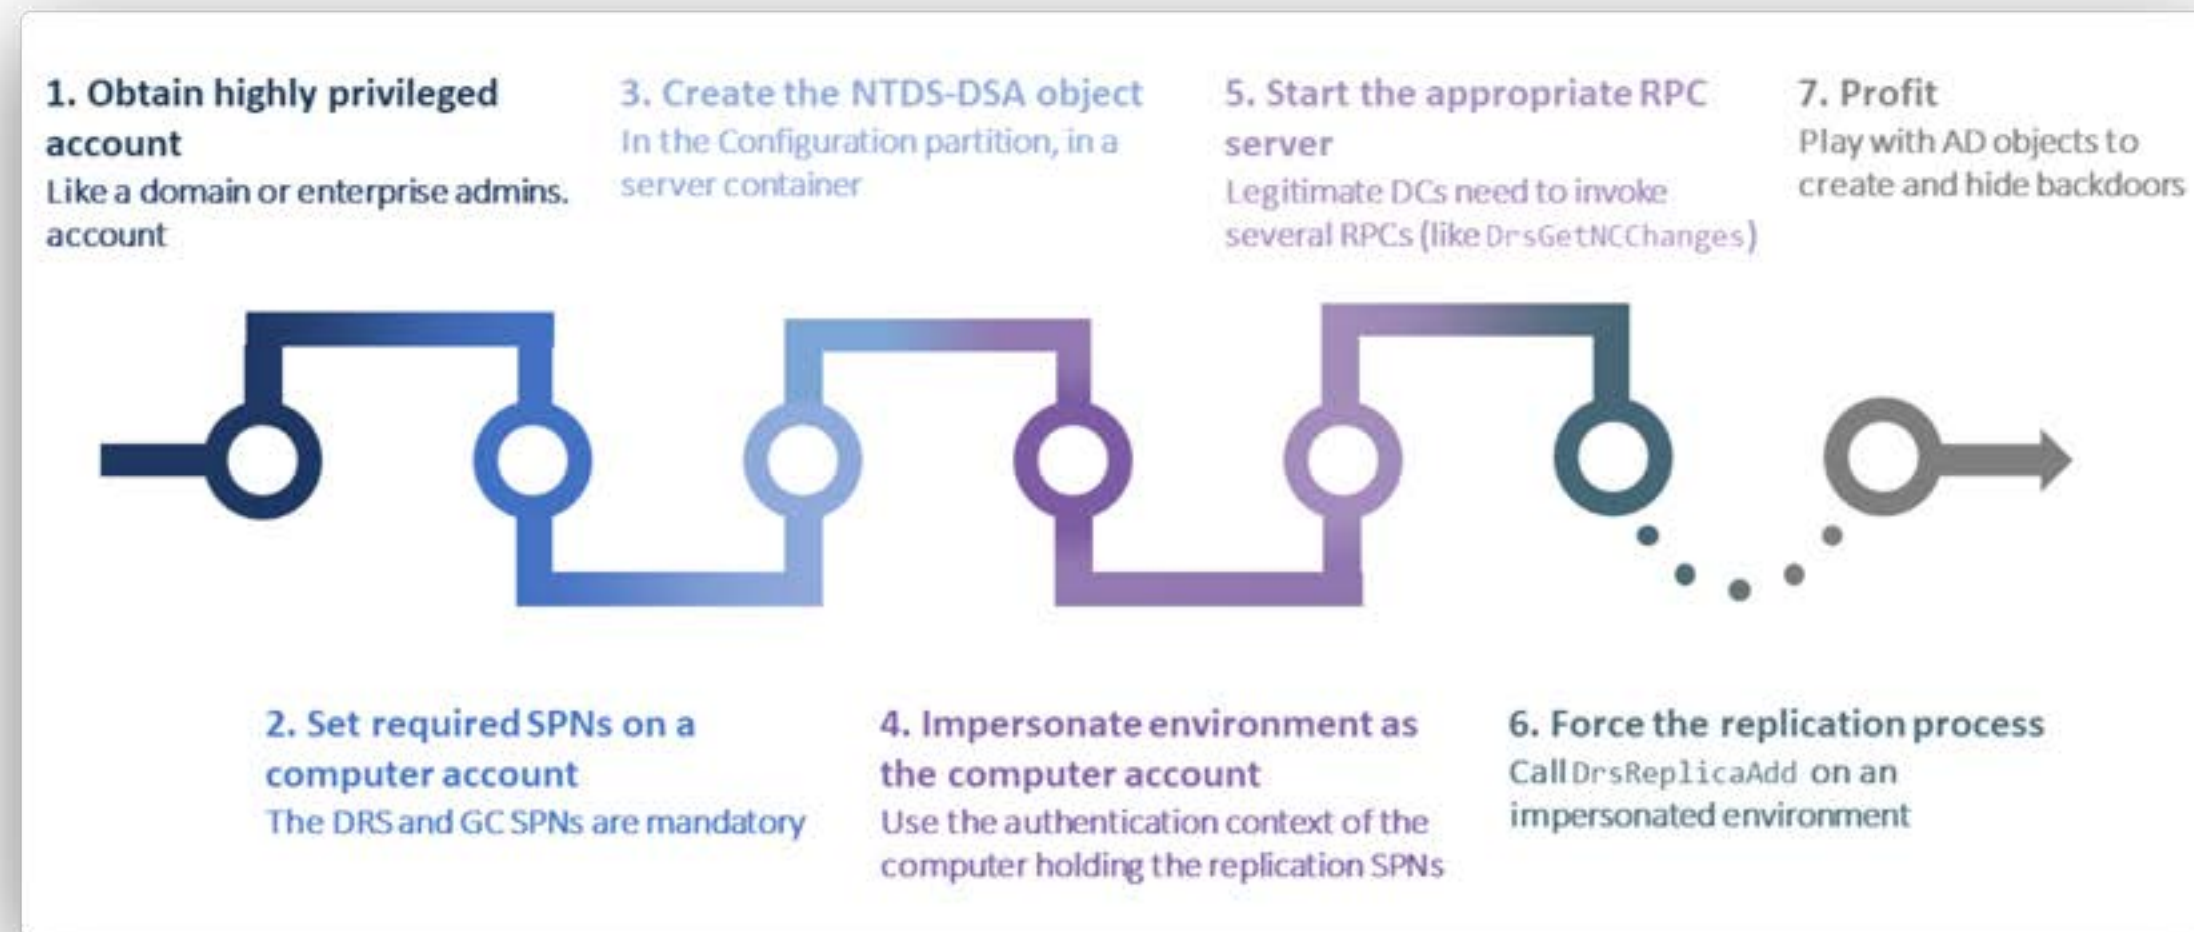 1. Obtain highly privileged
account
Like a domain or enterprise admins.
account
2. Set required SPNs on a
computer account
The DRS and GC SPNs are mandatory
3. Create the NTDS-DSA object
In the Configuration partition, in a
server container
4. Impersonate environment as
the computer account
Use the authentication context of the
computer holding the replication SPNs
5. Start the appropriate RPC
server
Legitimate DCs need to invoke
several RPCs (like DrsGetNCChanges)
6. Force the replication process
Call DrsReplicaAdd on an
impersonated environment
7. Profit
Play with AD objects to
create and hide backdoors